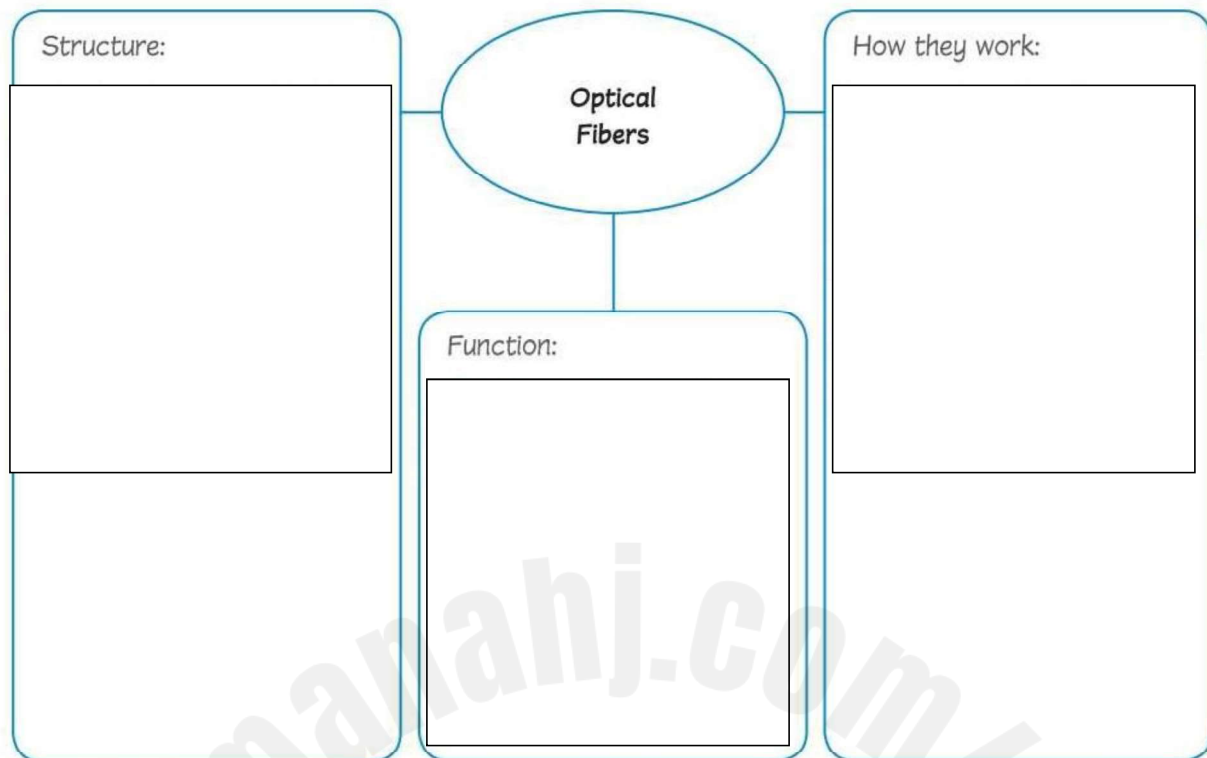 Structure:
Optical
Fibers
How they work:
Function:
manahj.com/